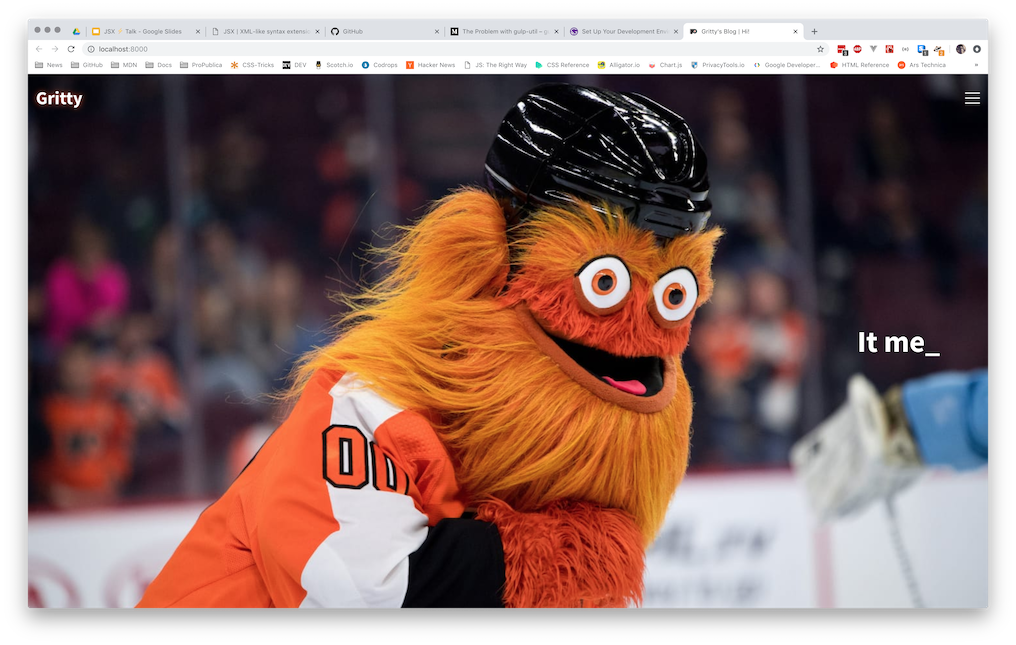 JSX ⚡ Talk - Google Slides
JSX | XML-like syntax extensi
GitHub
The Problem with gulp-util – g
Set Up Your Development Envi
Gritty's Blog | Hi!
localhost:8000
News
GitHub
MDN
Docs
ProPublica
CSS-Tricks
DEV
Scotch.io
Codrops
Hacker News
JS: The Right Way
CSS Reference
Alligator.io
Chart.js
PrivacyTools.io
Google Developer...
HTML Reference
Ars Technica
»
Gritty
It me_
00